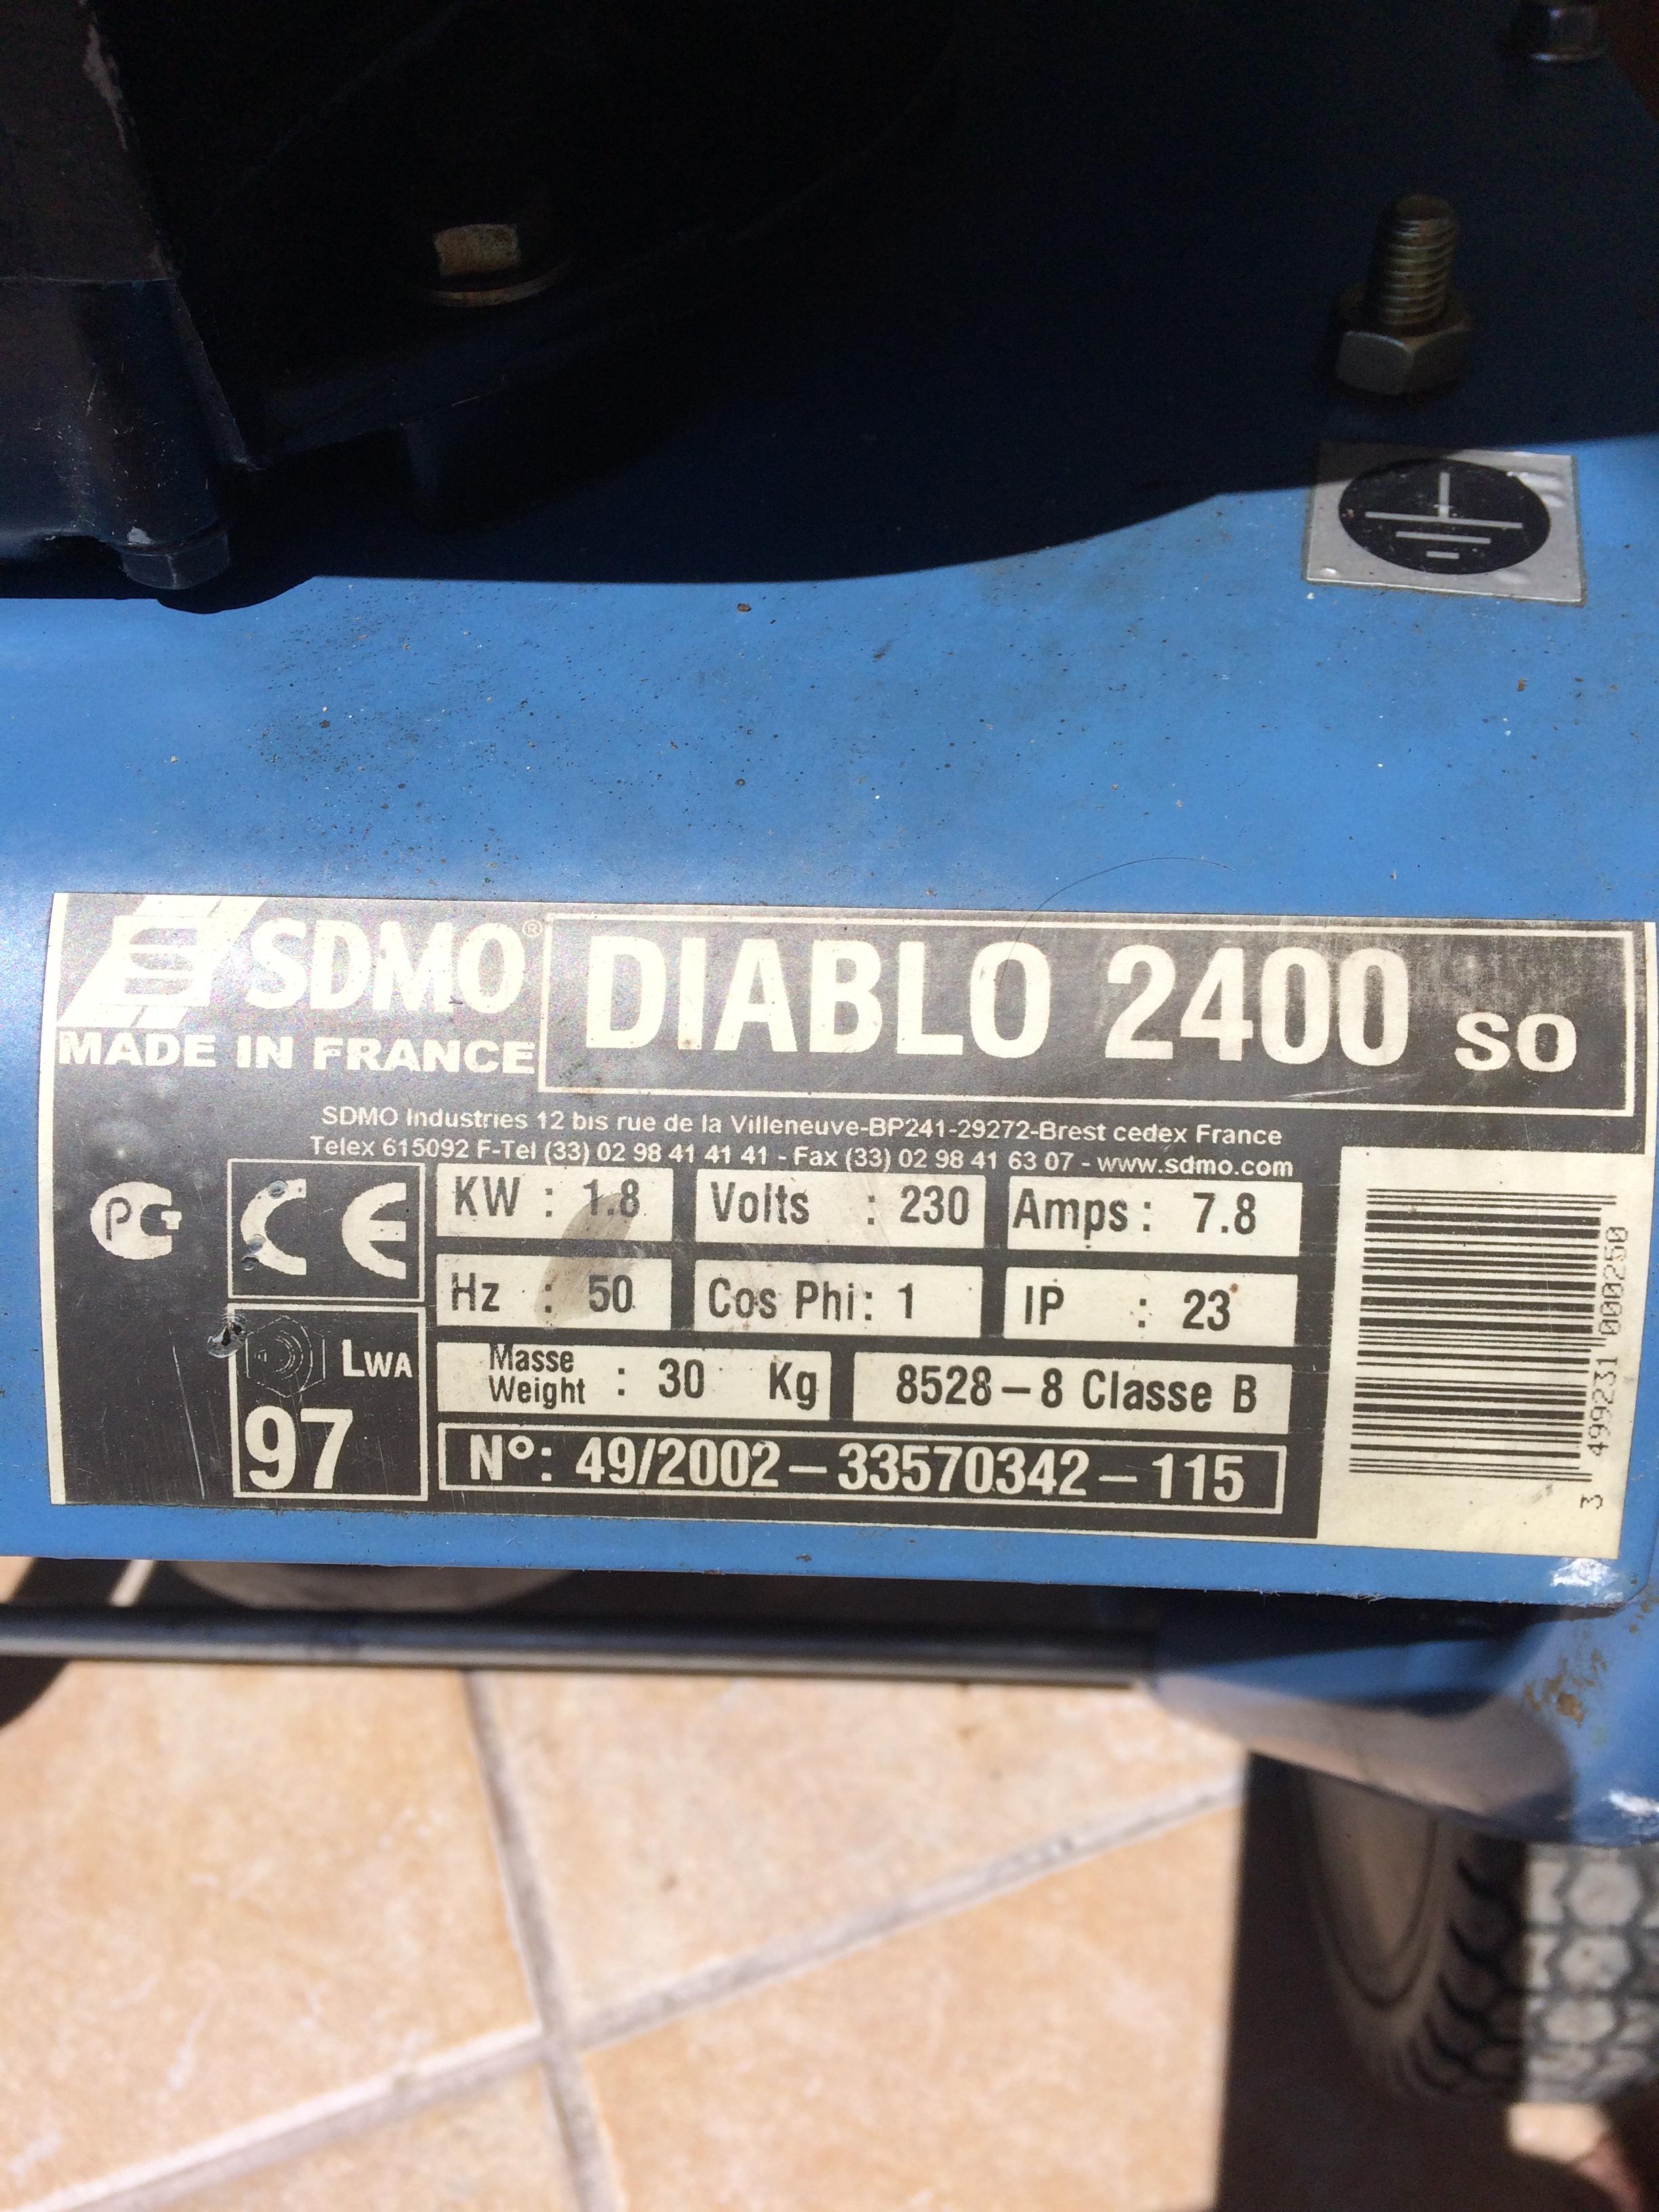 SDMO® DIABLO 2400 SO
MADE IN FRANCE
SDMO Industries 12 bis rue de la Villeneuve-BP241-29272-Brest cedex France
Telex 615092 F-Tel (33) 02 98 41 41 41 - Fax (33) 02 98 41 63 07 - www.sdmo.com
PCT CE KW : 1.8 Volts : 230 Amps : 7.8
Hz : 50 Cos Phi : 1 IP : 23
LWA
97
Masse
Weight : 30 Kg 8528 – 8 Classe B
N°: 49/2002 – 33570342 – 115
3 499231 000250